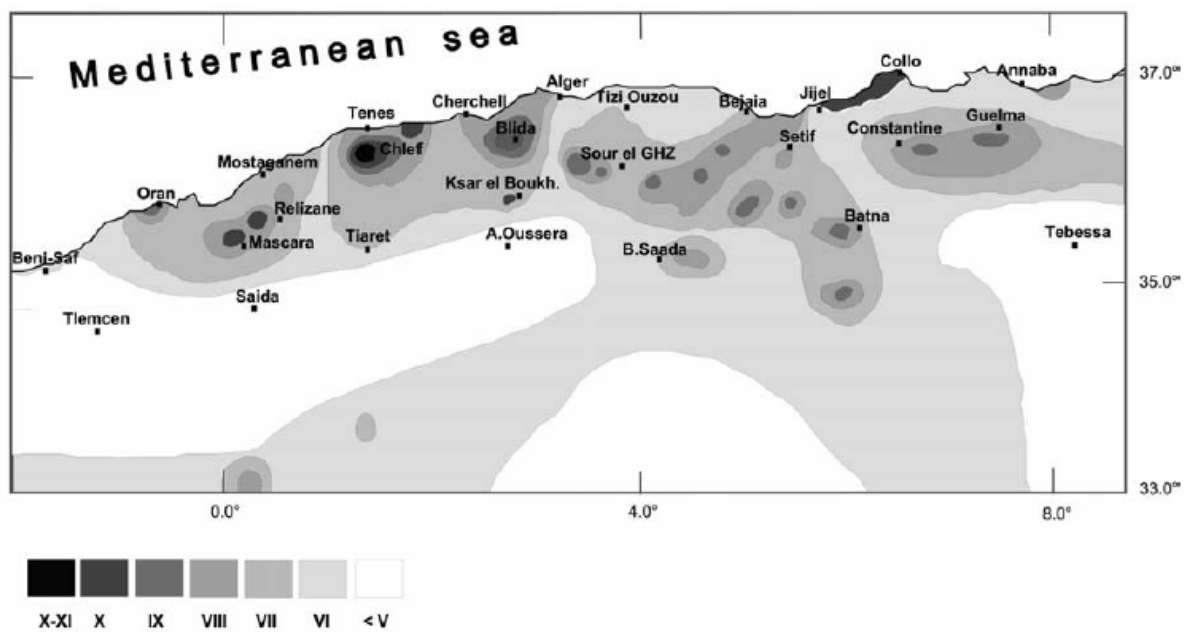 Mediterranean sea
Collo
37.0°
Annaba
Alger
Jijel
Tizi Ouzou
Cherchell
Bejaia
Tenes
Guelma
Constantine
Blida
Setif
Chleff
Sour el GHZ
Mostaganem
Ksar el Boukh.
Oran
Relizane
Batna
Tiaret
A.Oussera
Tebessa
Mascara
B.Saada
Beni-Saf
35.0°
Saida
Tlemcen
33.0°
0.0° 4.0° 8.0°
X-XI X IX VIII VII VI < V